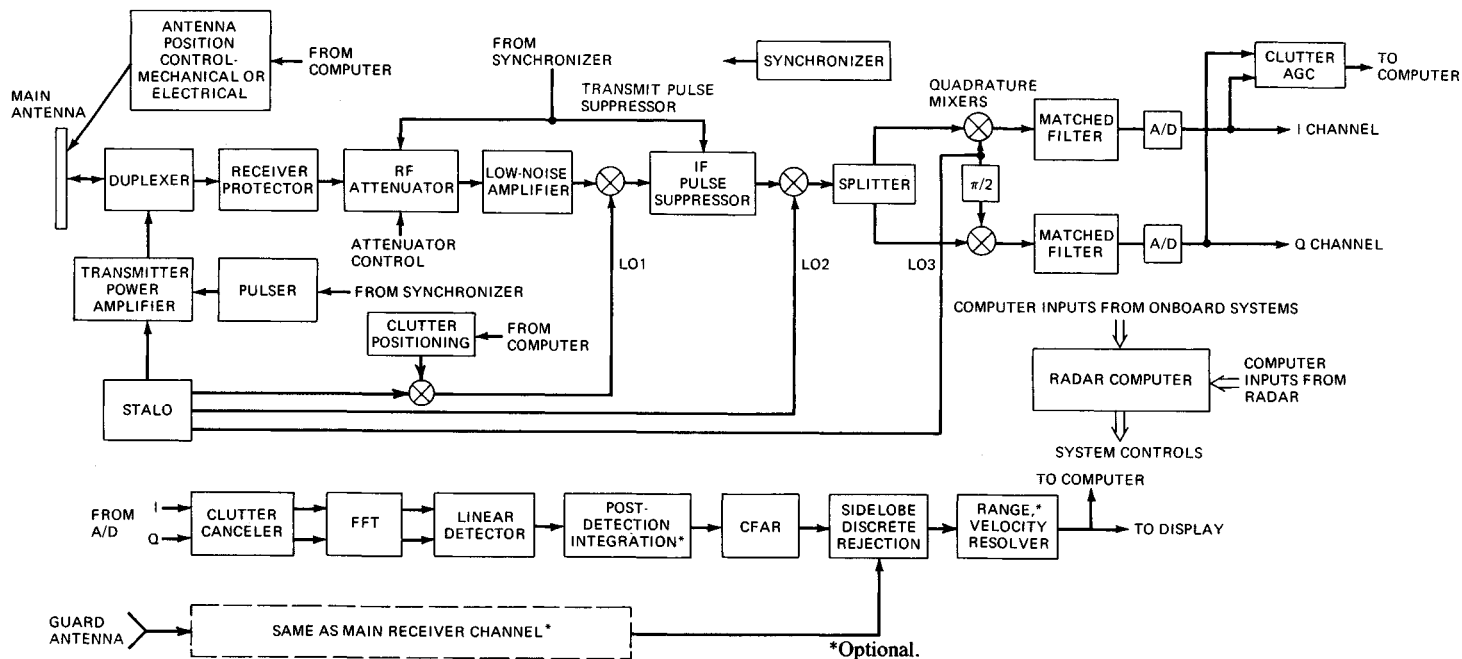 ANTENNA
POSITION
CONTROL-
MECHANICAL OR
ELECTRICAL
FROM
COMPUTER
MAIN
ANTENNA
FROM
SYNCHRONIZER
SYNCHRONIZER
TRANSMIT PULSE
SUPPRESSOR
QUADRATURE
MIXERS
CLUTTER
AGC
TO
COMPUTER
DUPLEXER
RECEIVER
PROTECTOR
RF
ATTENUATOR
LOW-NOISE
AMPLIFIER
IF
PULSE
SUPPRESSOR
SPLITTER
MATCHED
FILTER
A/D
I CHANNEL
π/2
MATCHED
FILTER
A/D
Q CHANNEL
ATTENUATOR
CONTROL
LO1
LO2
LO3
TRANSMITTER
POWER
AMPLIFIER
PULSER
FROM SYNCHRONIZER
CLUTTER
POSITIONING
FROM
COMPUTER
STALO
COMPUTER INPUTS FROM ONBOARD SYSTEMS
RADAR COMPUTER
COMPUTER
INPUTS FROM
RADAR
SYSTEM CONTROLS
TO COMPUTER
FROM
A/D
I
Q
CLUTTER
CANCELER
FFT
LINEAR
DETECTOR
POST-
DETECTION
INTEGRATION*
CFAR
SIDELOBE
DISCRETE
REJECTION
RANGE,*
VELOCITY
RESOLVER
TO DISPLAY
GUARD
ANTENNA
SAME AS MAIN RECEIVER CHANNEL*
*Optional.